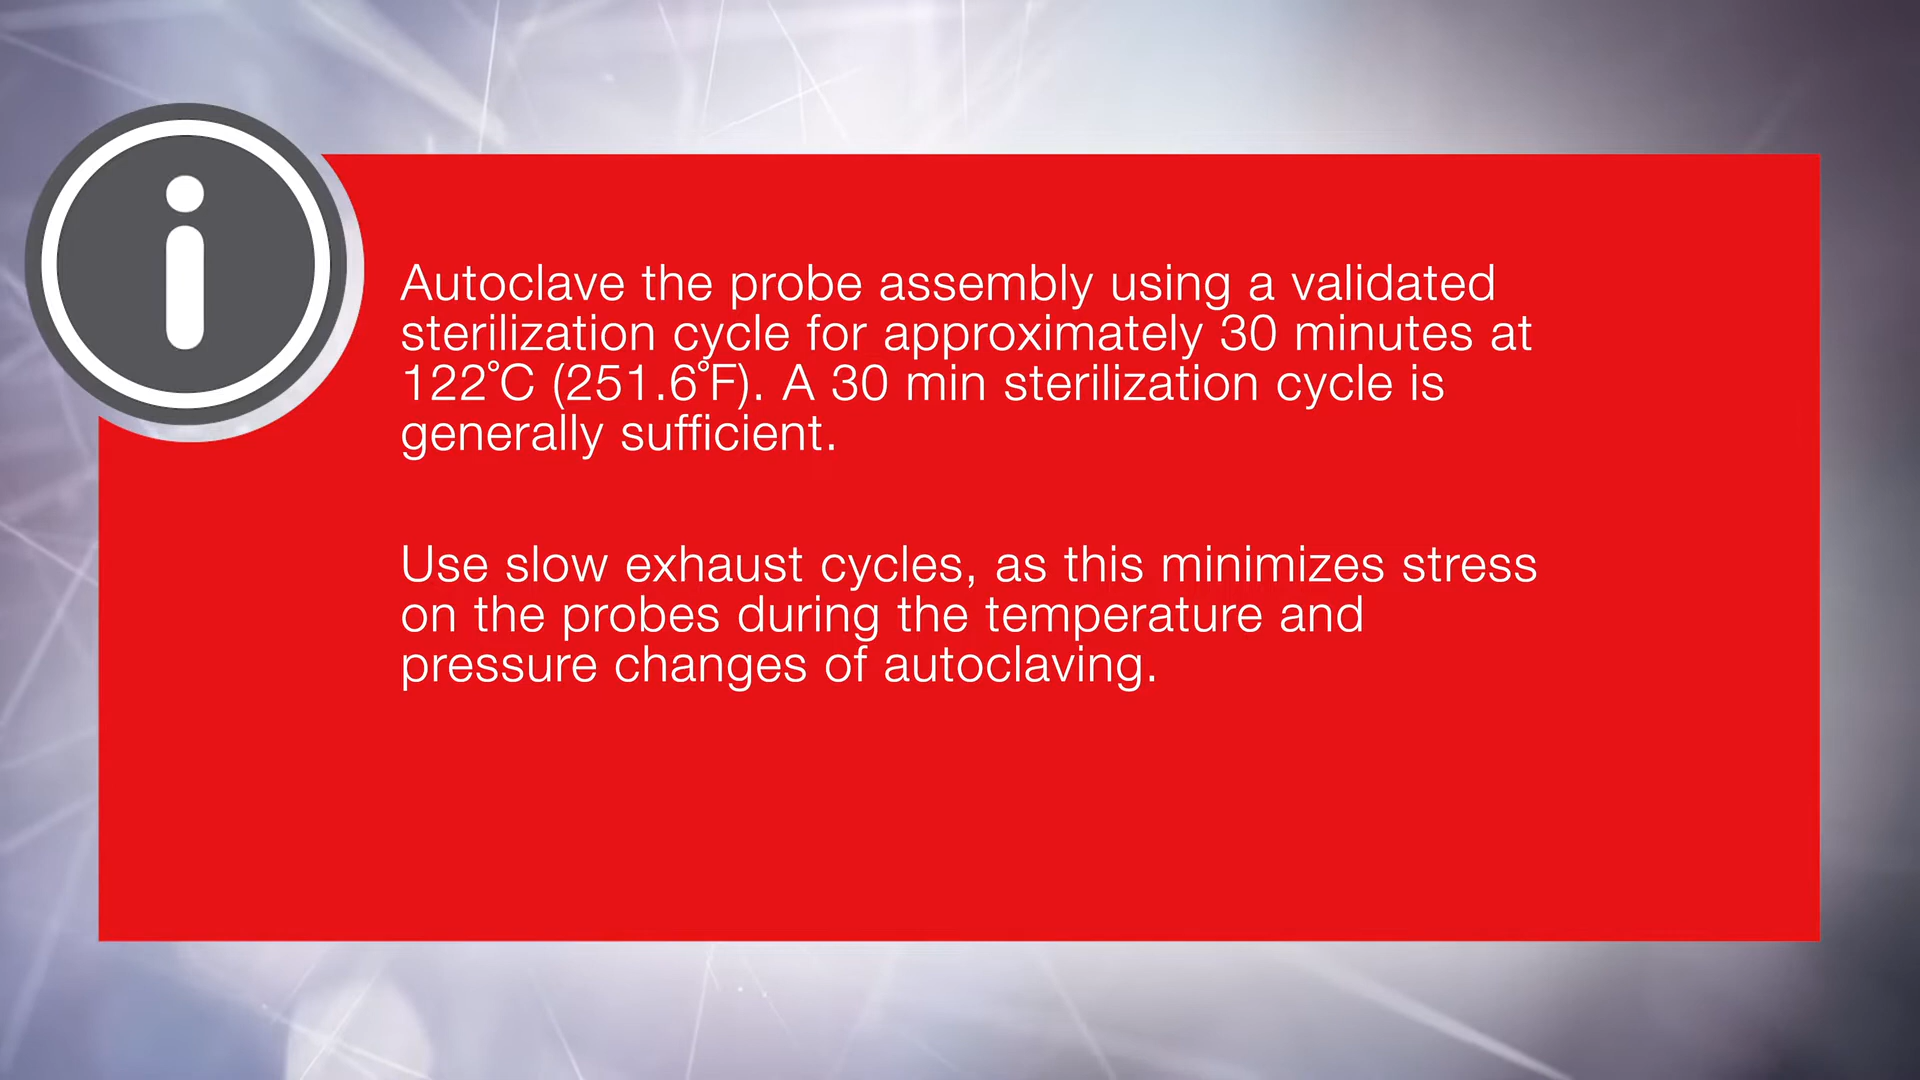 Autoclave the probe assembly using a validated
sterilization cycle for approximately 30 minutes at
122°C (251.6°F). A 30 min sterilization cycle is
generally sufficient.
Use slow exhaust cycles, as this minimizes stress
on the probes during the temperature and
pressure changes of autoclaving.